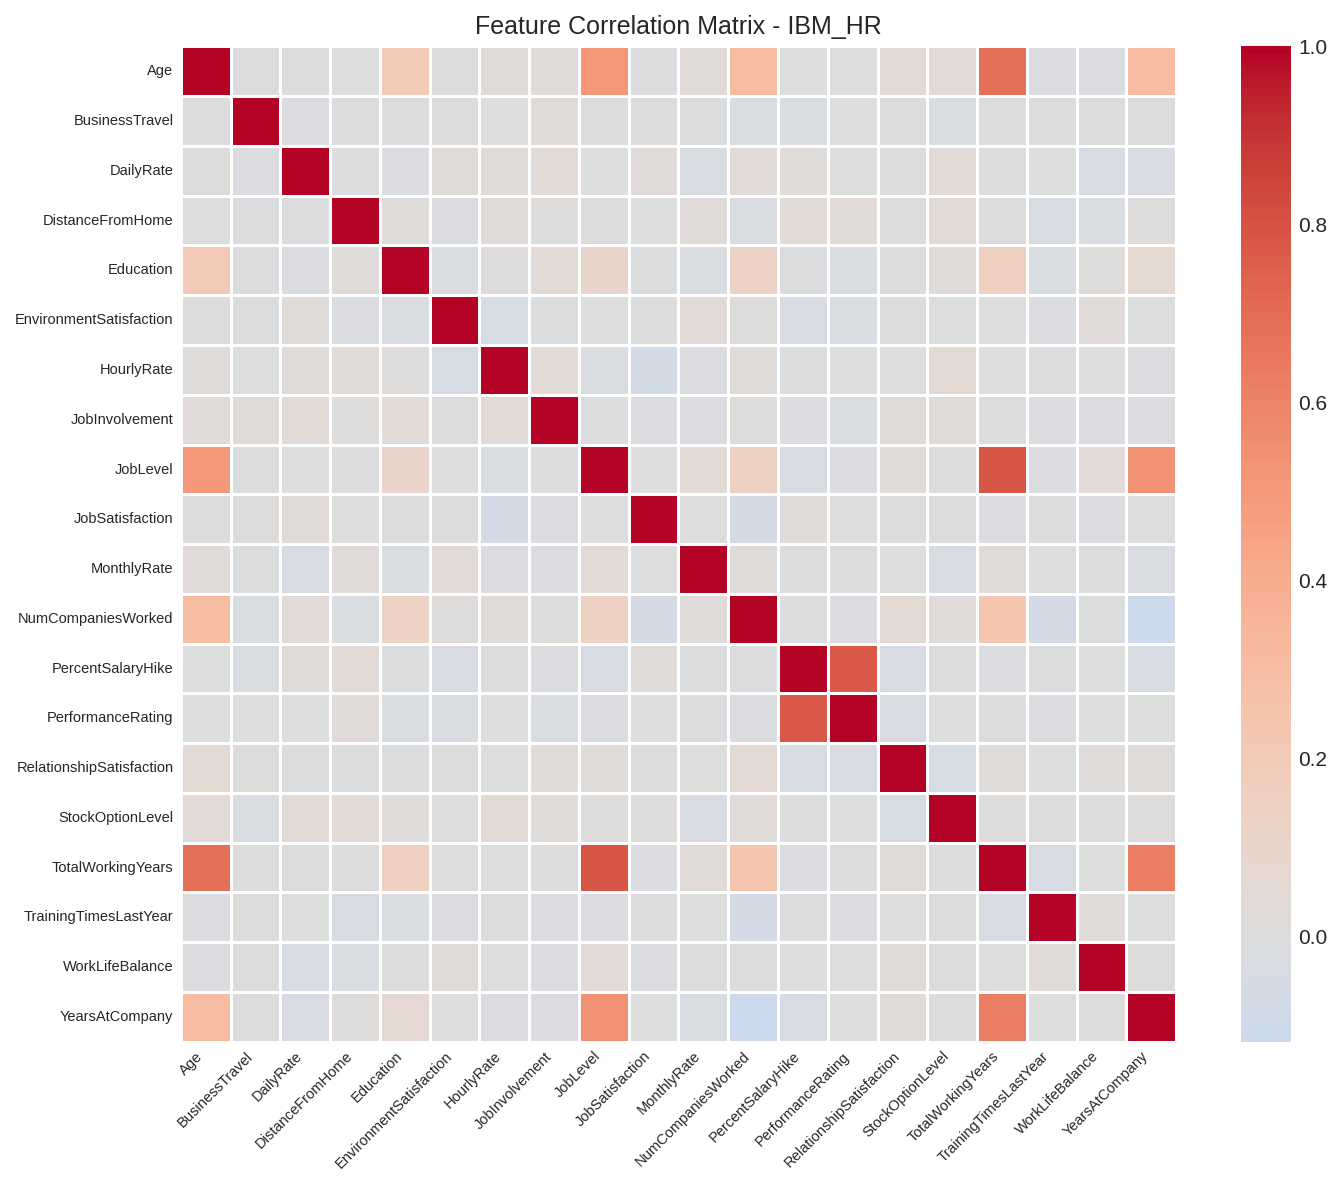 Feature Correlation Matrix - IBM_HR
Age
BusinessTravel
DailyRate
DistanceFromHome
Education
EnvironmentSatisfaction
HourlyRate
JobInvolvement
JobLevel
JobSatisfaction
MonthlyRate
NumCompaniesWorked
PercentSalaryHike
PerformanceRating
RelationshipSatisfaction
StockOptionLevel
TotalWorkingYears
TrainingTimesLastYear
WorkLifeBalance
YearsAtCompany
Age
BusinessTravel
DailyRate
DistanceFromHome
Education
EnvironmentSatisfaction
HourlyRate
JobInvolvement
JobLevel
JobSatisfaction
MonthlyRate
NumCompaniesWorked
PercentSalaryHike
PerformanceRating
RelationshipSatisfaction
StockOptionLevel
TotalWorkingYears
TrainingTimesLastYear
WorkLifeBalance
YearsAtCompany
1.0
0.8
0.6
0.4
0.2
0.0